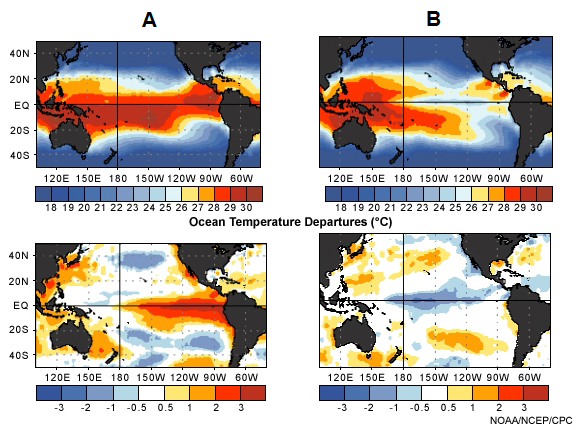 A B
40N
20N
EQ
20S
40S
120E 150E 180 150W 120W 90W 60W 120E 150E 180 150W 120W 90W 60W
18 19 20 21 22 23 24 25 26 27 28 29 30 18 19 20 21 22 23 24 25 26 27 28 29 30
Ocean Temperature Departures (°C)
40N
20N
EQ
20S
40S
120E 150E 180 150W 120W 90W 60W 120E 150E 180 150W 120W 90W 60W
-3 -2 -1 -0.5 0.5 1 2 3 -3 -2 -1 -0.5 0.5 1 2 3
NOAA/NCEP/CPC